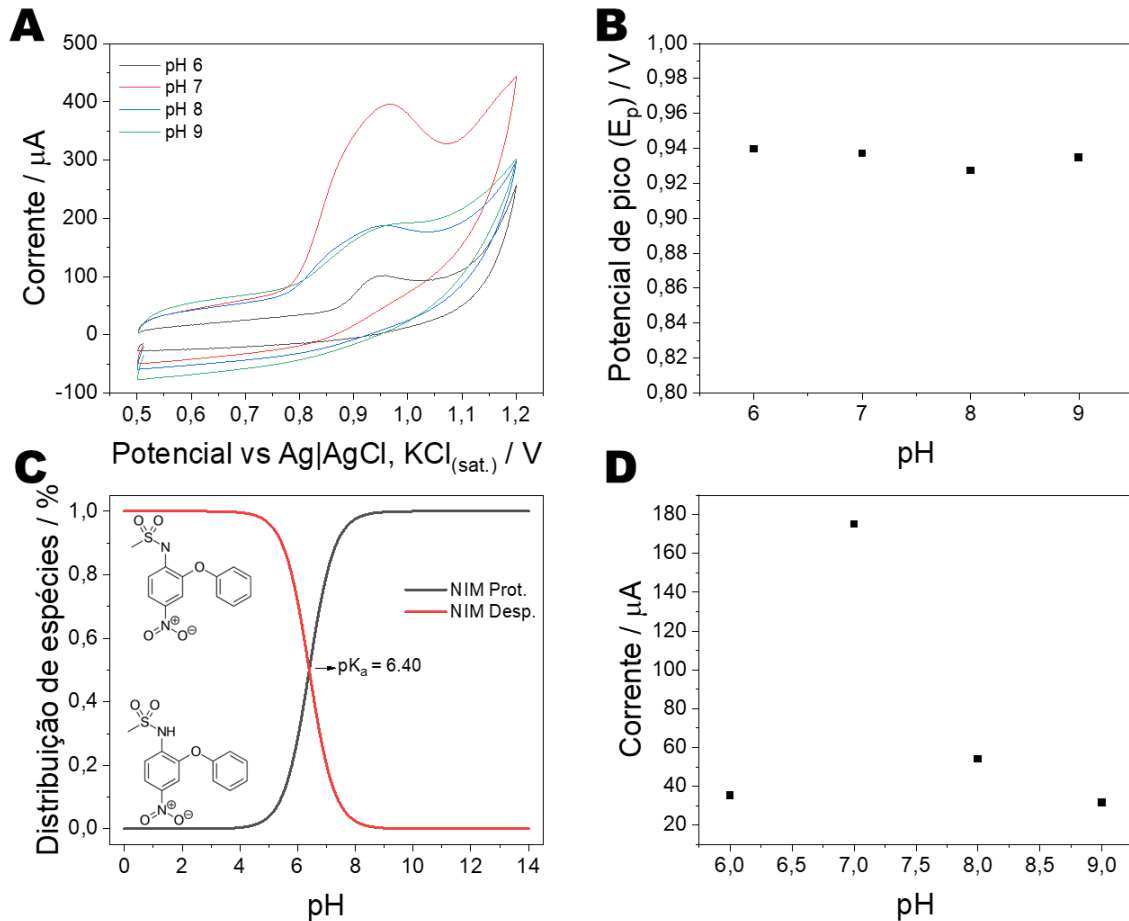 A
Corrente / μA
500
400
300
200
100
0
-100
pH 6
pH 7
pH 8
pH 9
0,5 0,6 0,7 0,8 0,9 1,0 1,1 1,2
Potencial vs Ag|AgCl, KCl(sat.) / V
B
Potencial de pico (Ep) / V
1,00
0,98
0,96
0,94
0,92
0,90
0,88
0,86
0,84
0,82
0,80
6 7 8 9
pH
C
Distribuição de espécies / %
1,0
0,8
0,6
0,4
0,2
0,0
O O
S
N
O
N⊕
O O⊖
NIM Prot.
NIM Desp.
pKa = 6.40
O O
S
NH
O
N⊕
O O⊖
0 2 4 6 8 10 12 14
pH
D
Corrente / μA
180
160
140
120
100
80
60
40
20
6,0 6,5 7,0 7,5 8,0 8,5 9,0
pH